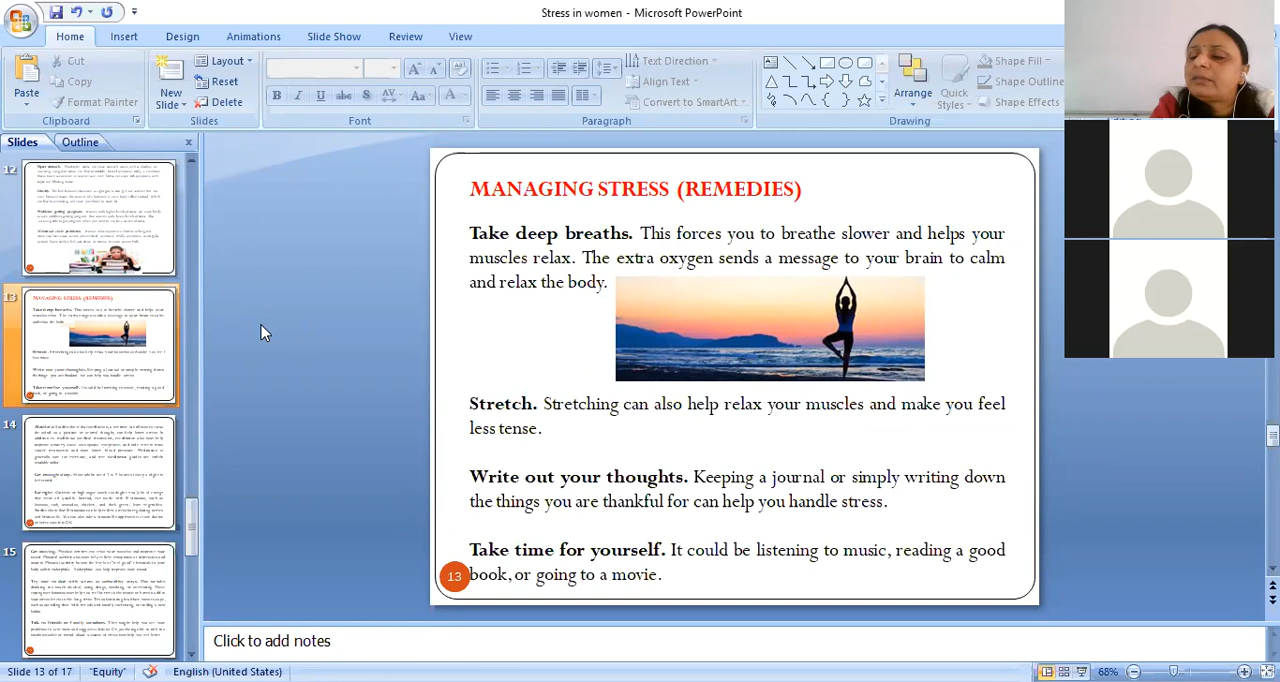 Stress in women - Microsoft PowerPoint
Home Insert Design Animations Slide Show Review View
Cut
Copy
Format Painter
Paste
Clipboard
New
Slide
Layout
Reset
Delete
Slides
B I U abc S AV Aa A
Font
Text Direction
Align Text
Convert to SmartArt
Paragraph
Arrange
Quick
Styles
Shape Fill
Shape Outline
Shape Effects
Drawing
Slides Outline
12
13
MANAGING STRESS (REMEDIES)
14
15
MANAGING STRESS (REMEDIES)
Take deep breaths. This forces you to breathe slower and helps your
muscles relax. The extra oxygen sends a message to your brain to calm
and relax the body.
Stretch. Stretching can also help relax your muscles and make you feel
less tense.
Write out your thoughts. Keeping a journal or simply writing down
the things you are thankful for can help you handle stress.
Take time for yourself. It could be listening to music, reading a good
book, or going to a movie.
13
Click to add notes
Slide 13 of 17 "Equity" English (United States) 68%